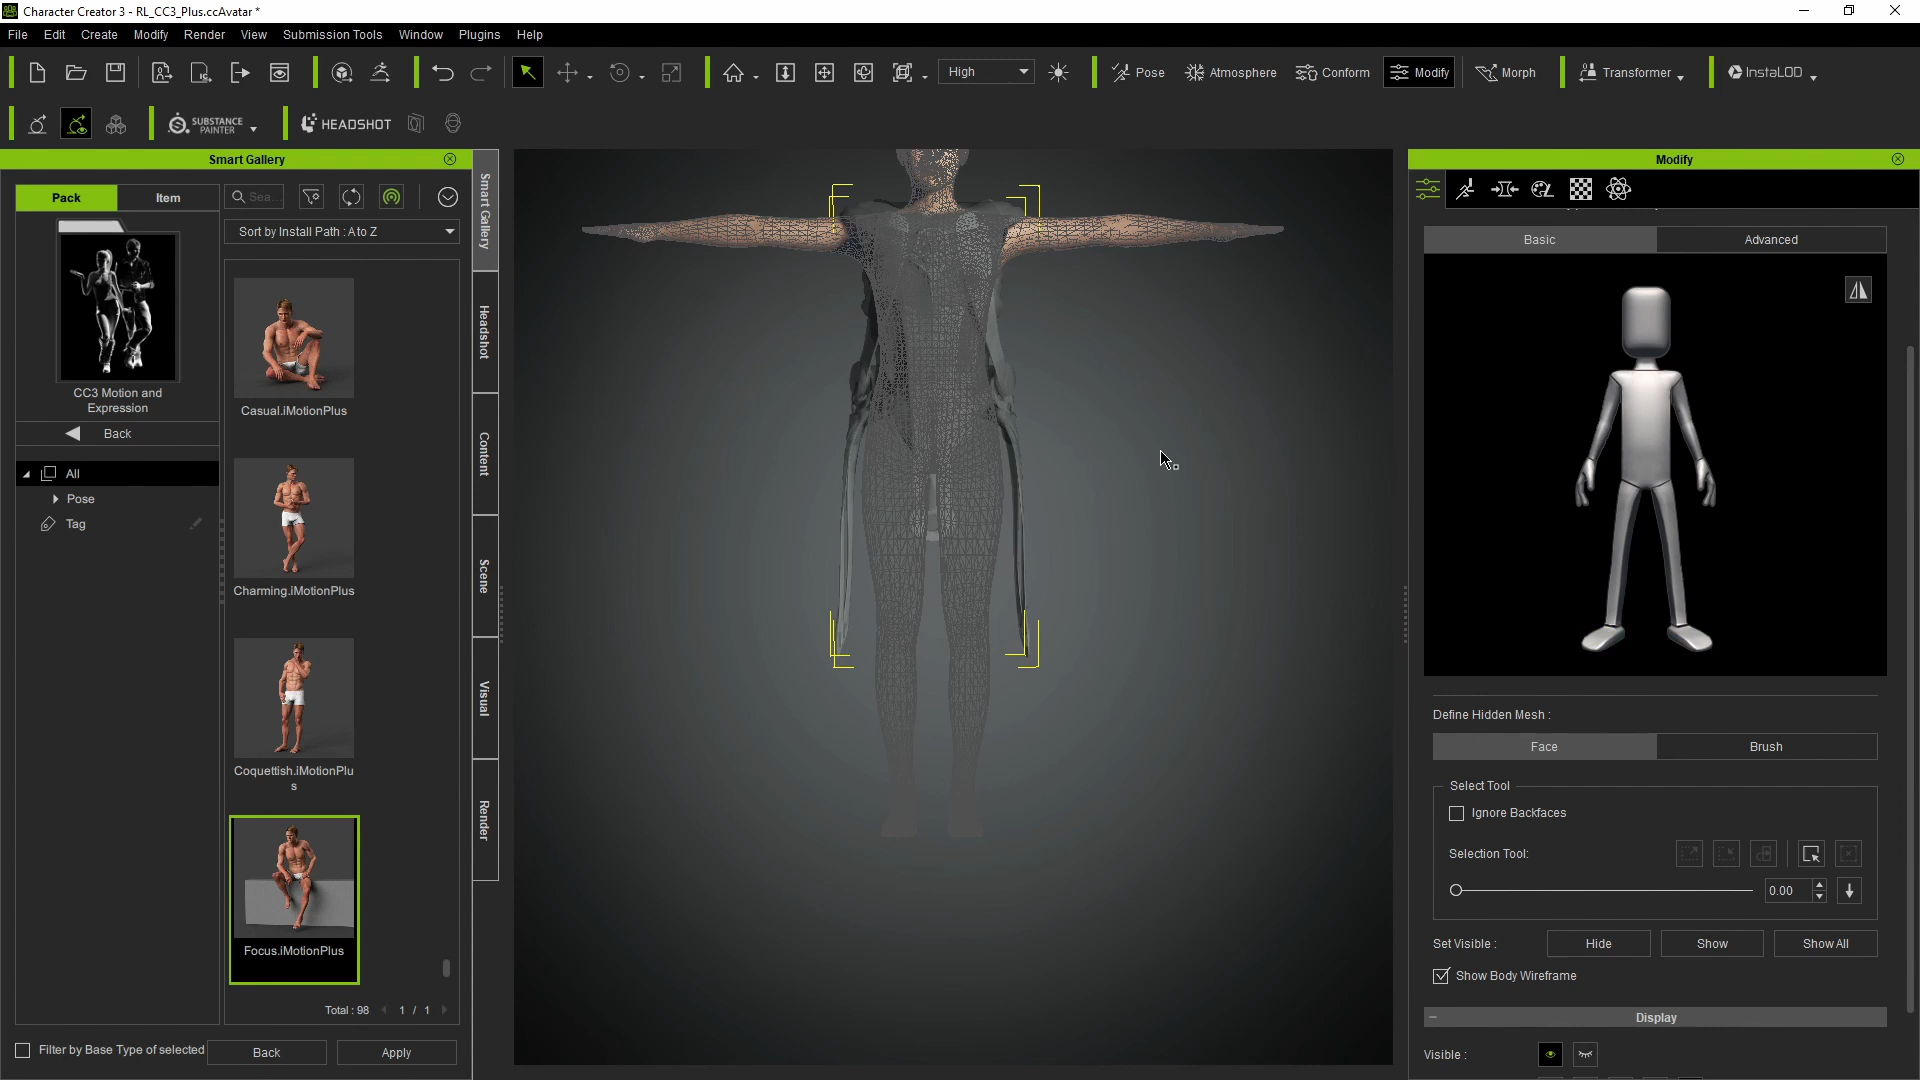 Character Creator 3 - RL_CC3_Plus.ccAvatar *
File Edit Create Modify Render View Submission Tools Window Plugins Help
High Pose Atmosphere Conform Modify Morph Transformer InstaLOD
SUBSTANCE PAINTER HEADSHOT
Smart Gallery
Pack Item
Sea...
Sort by Install Path : A to Z
CC3 Motion and
Expression
Back
All
Pose
Tag
Casual.iMotionPlus
Charming.iMotionPlus
Coquettish.iMotionPlu
s
Focus.iMotionPlus
Total : 98 1 / 1
Filter by Base Type of selected
Back Apply
Smart Gallery
Headshot
Content
Scene
Visual
Render
Modify
Basic Advanced
Define Hidden Mesh :
Face Brush
Select Tool
Ignore Backfaces
Selection Tool:
0.00
Set Visible : Hide Show Show All
Show Body Wireframe
Display
Visible :